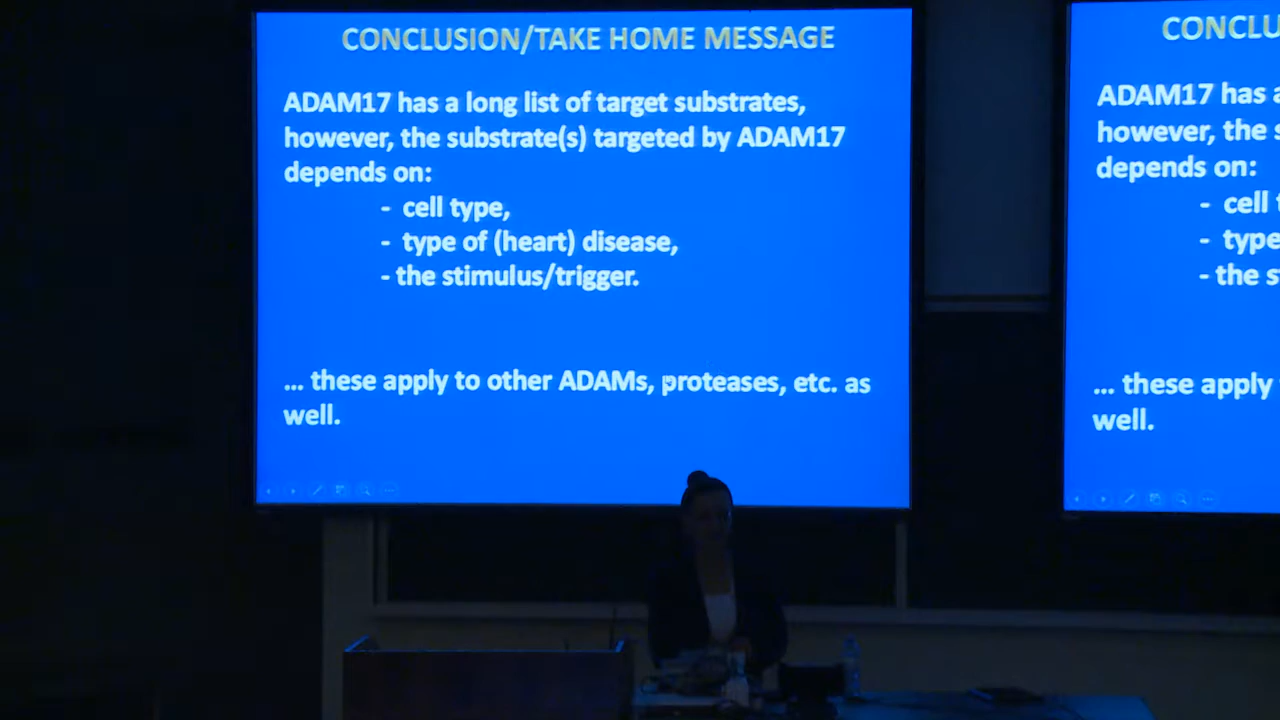 CONCLUSION/TAKE HOME MESSAGE
ADAM17 has a long list of target substrates,
however, the substrate(s) targeted by ADAM17
depends on:
- cell type,
- type of (heart) disease,
- the stimulus/trigger.
... these apply to other ADAMs, proteases, etc. as
well.
CONCLU
ADAM17 has a
however, the s
depends on:
- cell t
- type
- the s
... these apply
well.